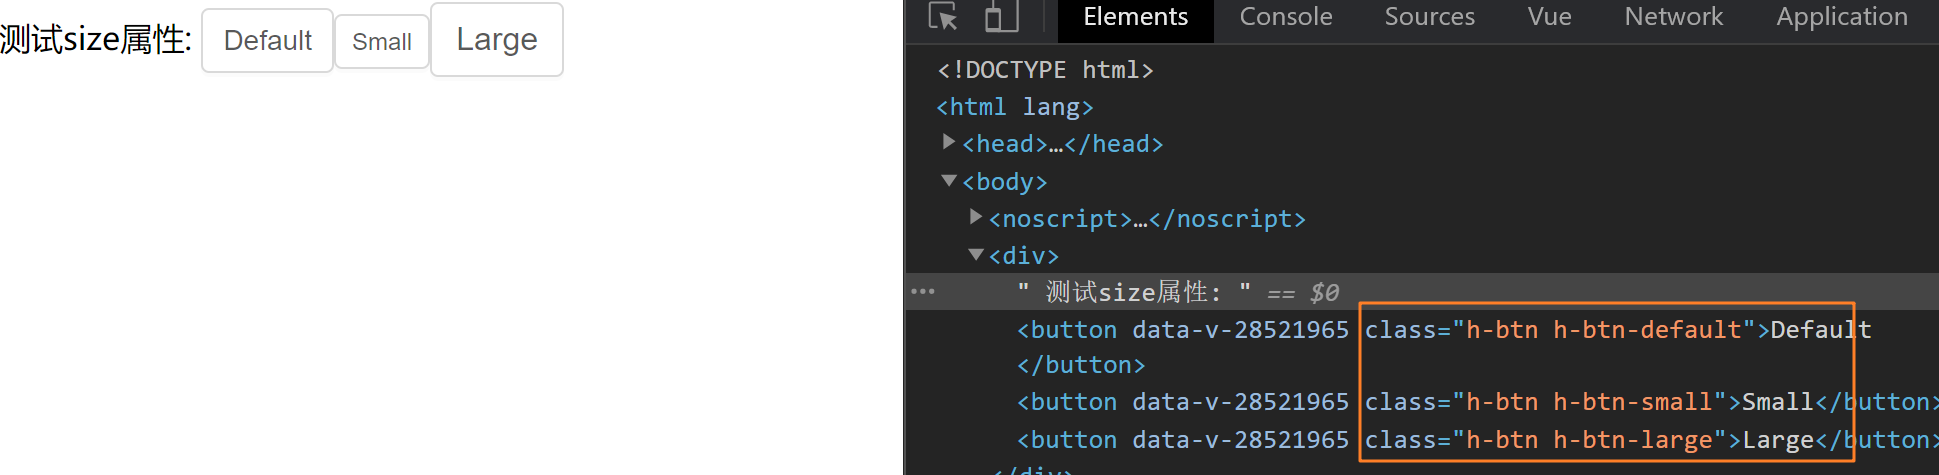 测试size属性: Default Small Large
Elements Console Sources Vue Network Application
<!DOCTYPE html>
<html lang>
<head>…</head>
<body>
<noscript>…</noscript>
<div>
" 测试size属性: " == $0
<button data-v-28521965 class="h-btn h-btn-default">Default
</button>
<button data-v-28521965 class="h-btn h-btn-small">Small</button>
<button data-v-28521965 class="h-btn h-btn-large">Large</button>
</div>